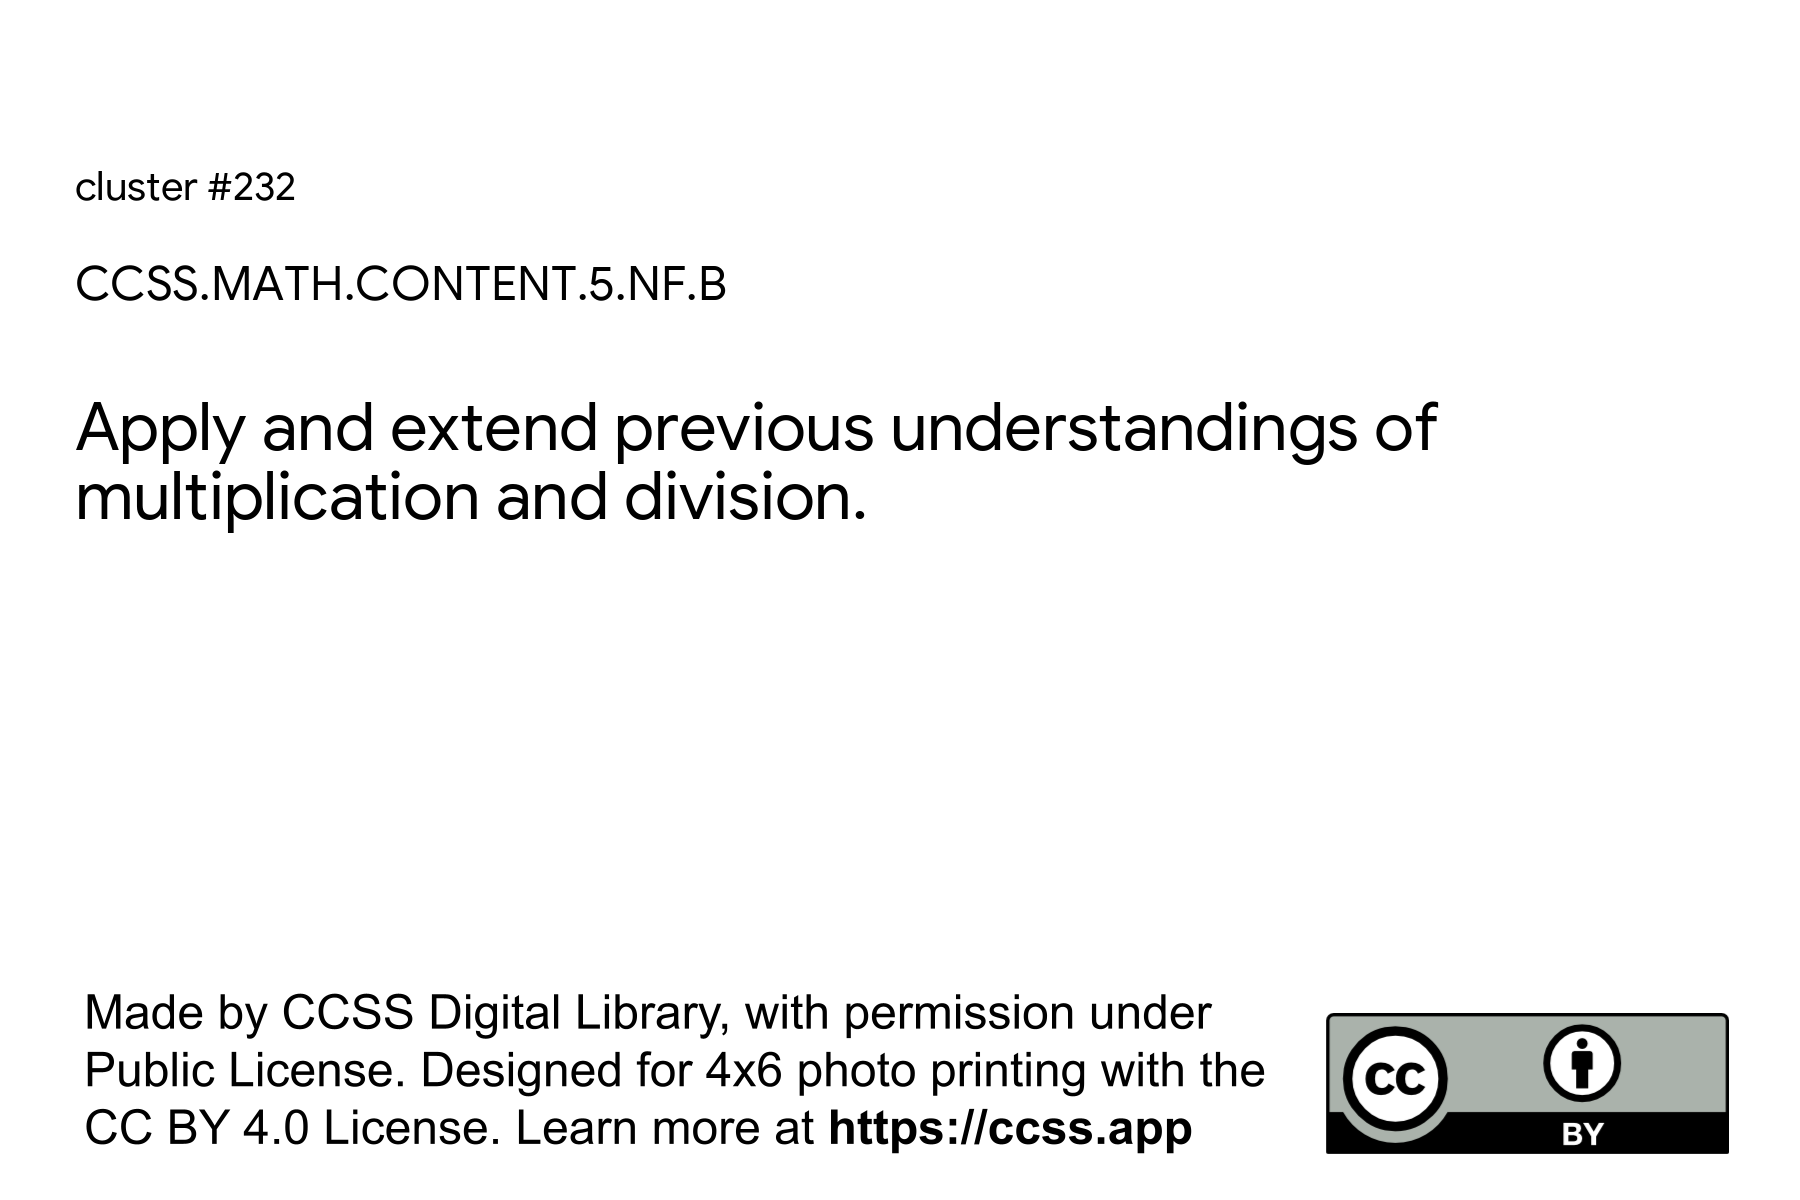 cluster #232
CCSS.MATH.CONTENT.5.NF.B
Apply and extend previous understandings of
multiplication and division.
Made by CCSS Digital Library, with permission under
Public License. Designed for 4x6 photo printing with the
CC BY 4.0 License. Learn more at https://ccss.app
CC
BY